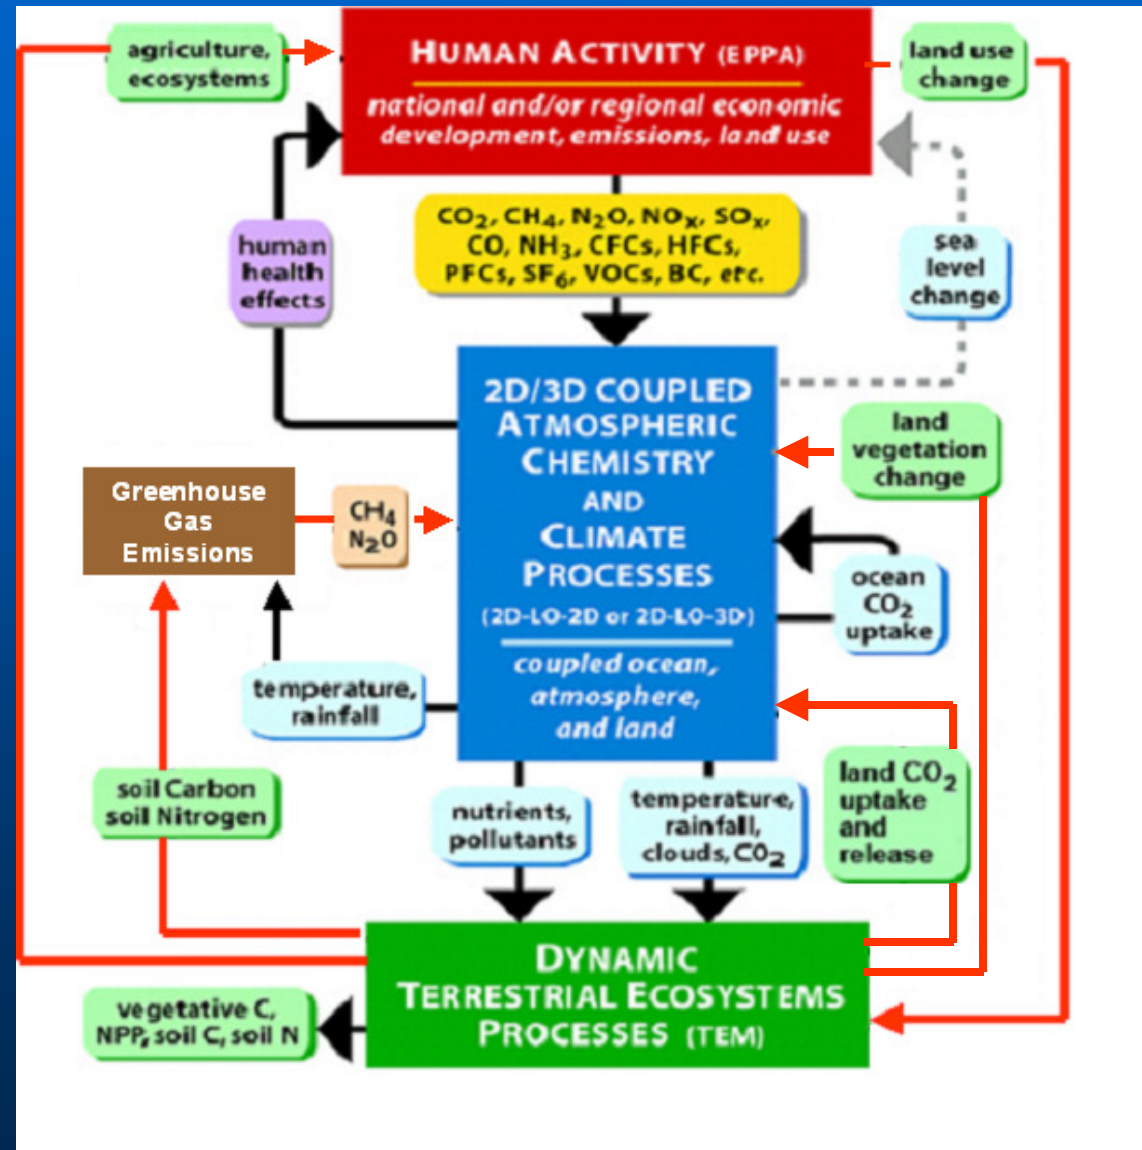 agriculture,
ecosystems
HUMAN ACTIVITY (EPPA)
national and/or regional economic
development, emissions, land use
land use
change
human
health
effects
CO₂, CH₄, N₂O, NOₓ, SOₓ,
CO, NH₃, CFCs, HFCs,
PFCs, SF₆, VOCs, BC, etc.
sea
level
change
2D/3D COUPLED
ATMOSPHERIC
CHEMISTRY
AND
CLIMATE
PROCESSES
(2D-LO-2D or 2D-LO-3D)
coupled ocean,
atmosphere,
and land
land
vegetation
change
Greenhouse
Gas
Emissions
CH₄
N₂O
ocean
CO₂
uptake
temperature,
rainfall
soil Carbon
soil Nitrogen
nutrients,
pollutants
temperature,
rainfall,
clouds, CO₂
land CO₂
uptake
and
release
DYNAMIC
TERRESTRIAL ECOSYSTEMS
PROCESSES (TEM)
vegetative C,
NPP, soil C, soil N